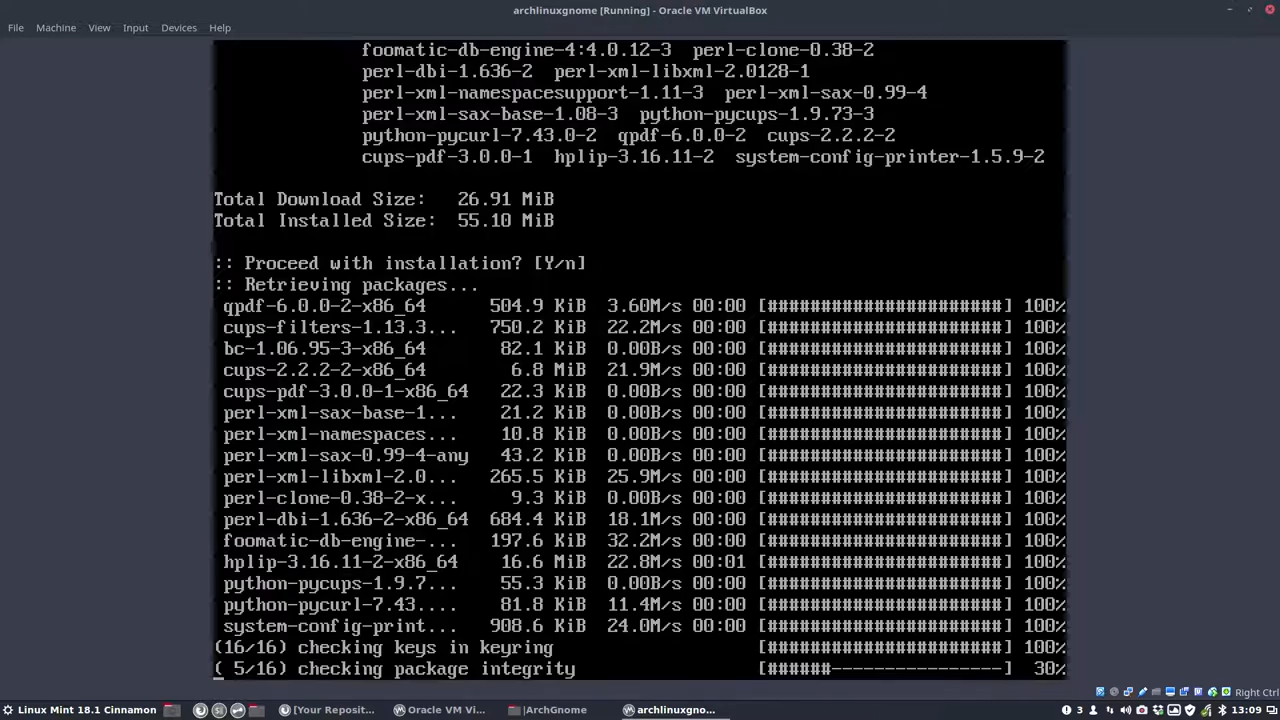 archlinuxgnome [Running] - Oracle VM VirtualBox
File Machine View Input Devices Help
foomatic-db-engine-4:4.0.12-3 perl-clone-0.38-2
perl-dbi-1.636-2 perl-xml-libxml-2.0128-1
perl-xml-namespacesupport-1.11-3 perl-xml-sax-0.99-4
perl-xml-sax-base-1.08-3 python-pycups-1.9.73-3
python-pycurl-7.43.0-2 qpdf-6.0.0-2 cups-2.2.2-2
cups-pdf-3.0.0-1 hplip-3.16.11-2 system-config-printer-1.5.9-2
Total Download Size: 26.91 MiB
Total Installed Size: 55.10 MiB
:: Proceed with installation? [Y/n]
:: Retrieving packages...
qpdf-6.0.0-2-x86_64 504.9 KiB 3.60M/s 00:00 [######################] 100%
cups-filters-1.13.3... 750.2 KiB 22.2M/s 00:00 [######################] 100%
bc-1.06.95-3-x86_64 82.1 KiB 0.00B/s 00:00 [######################] 100%
cups-2.2.2-2-x86_64 6.8 MiB 21.9M/s 00:00 [######################] 100%
cups-pdf-3.0.0-1-x86_64 22.3 KiB 0.00B/s 00:00 [######################] 100%
perl-xml-sax-base-1... 21.2 KiB 0.00B/s 00:00 [######################] 100%
perl-xml-namespaces... 10.8 KiB 0.00B/s 00:00 [######################] 100%
perl-xml-sax-0.99-4-any 43.2 KiB 0.00B/s 00:00 [######################] 100%
perl-xml-libxml-2.0... 265.5 KiB 25.9M/s 00:00 [######################] 100%
perl-clone-0.38-2-x... 9.3 KiB 0.00B/s 00:00 [######################] 100%
perl-dbi-1.636-2-x86_64 684.4 KiB 18.1M/s 00:00 [######################] 100%
foomatic-db-engine-... 197.6 KiB 32.2M/s 00:00 [######################] 100%
hplip-3.16.11-2-x86_64 16.6 MiB 22.8M/s 00:01 [######################] 100%
python-pycups-1.9.7... 55.3 KiB 0.00B/s 00:00 [######################] 100%
python-pycurl-7.43.... 81.8 KiB 11.4M/s 00:00 [######################] 100%
system-config-print... 908.6 KiB 24.0M/s 00:00 [######################] 100%
(16/16) checking keys in keyring [######################] 100%
( 5/16) checking package integrity [######----------------] 30%
Right Ctrl
Linux Mint 18.1 Cinnamon [Your Reposit... Oracle VM Vi... |ArchGnome archlinuxgno... 3 13:09